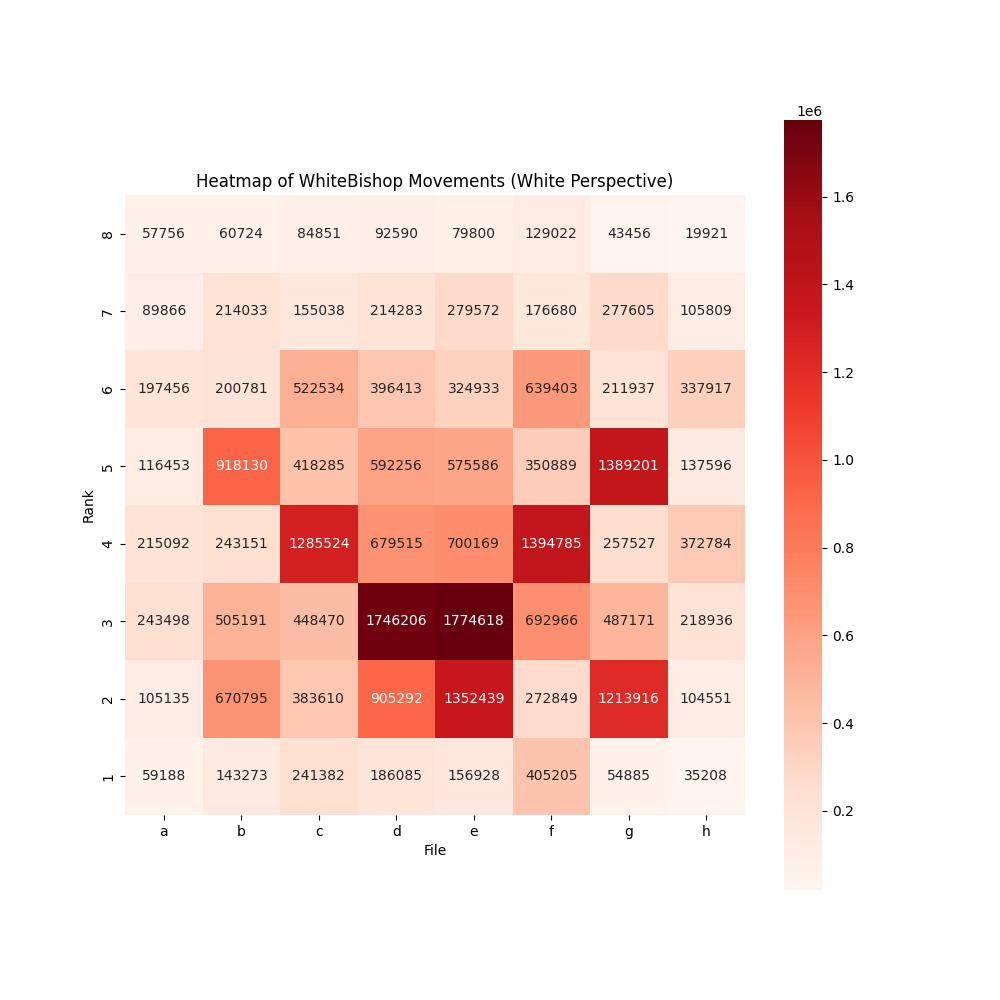 1e6
Heatmap of WhiteBishop Movements (White Perspective)
1.6
1.4
1.2
1.0
0.8
0.6
0.4
0.2
Rank
8 57756 60724 84851 92590 79800 129022 43456 19921
7 89866 214033 155038 214283 279572 176680 277605 105809
6 197456 200781 522534 396413 324933 639403 211937 337917
5 116453 918130 418285 592256 575586 350889 1389201 137596
4 215092 243151 1285524 679515 700169 1394785 257527 372784
3 243498 505191 448470 1746206 1774618 692966 487171 218936
2 105135 670795 383610 905292 1352439 272849 1213916 104551
1 59188 143273 241382 186085 156928 405205 54885 35208
a b c d e f g h
File